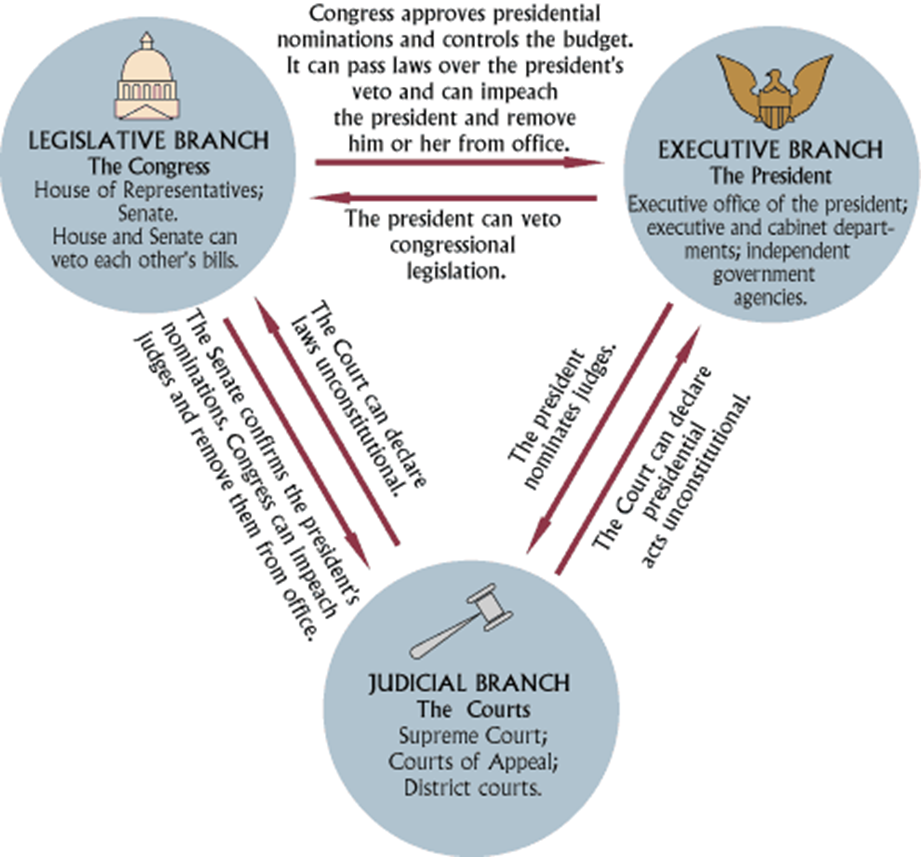 Congress approves presidential
nominations and controls the budget.
It can pass laws over the president's
veto and can impeach
the president and remove
him or her from office.
LEGISLATIVE BRANCH
The Congress
House of Representatives;
Senate.
House and Senate can
veto each other's bills.
EXECUTIVE BRANCH
The President
Executive office of the president;
executive and cabinet depart-
ments; independent
government
agencies.
The president can veto
congressional
legislation.
The Senate confirms the president's
nominations. Congress can impeach
judges and remove them from office.
The Court can declare
laws unconstitutional.
The president
nominates judges.
The Court can declare
presidential
acts unconstitutional.
JUDICIAL BRANCH
The Courts
Supreme Court;
Courts of Appeal;
District courts.